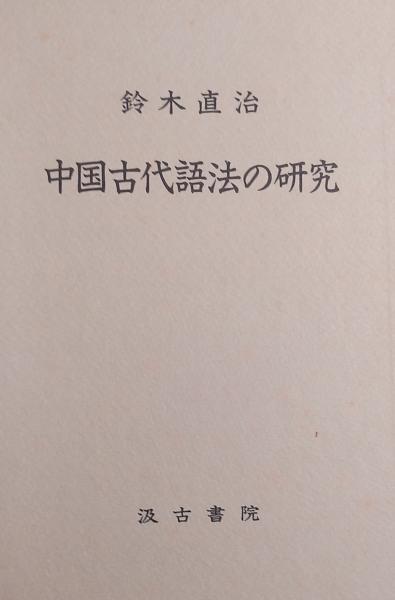 鈴木直治
中国古代語法の研究
汲古書院